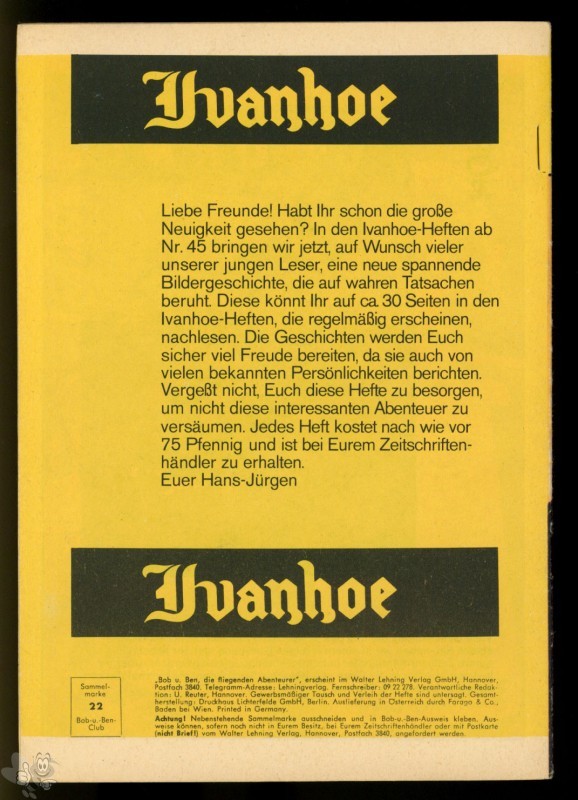 Ivanhoe
Liebe Freunde! Habt Ihr schon die große
Neuigkeit gesehen? In den Ivanhoe-Heften ab
Nr. 45 bringen wir jetzt, auf Wunsch vieler
unserer jungen Leser, eine neue spannende
Bildergeschichte, die auf wahren Tatsachen
beruht. Diese könnt Ihr auf ca. 30 Seiten in den
Ivanhoe-Heften, die regelmäßig erscheinen,
nachlesen. Die Geschichten werden Euch
sicher viel Freude bereiten, da sie auch von
vielen bekannten Persönlichkeiten berichten.
Vergeßt nicht, Euch diese Hefte zu besorgen,
um nicht diese interessanten Abenteuer zu
versäumen. Jedes Heft kostet nach wie vor
75 Pfennig und ist bei Eurem Zeitschriften-
händler zu erhalten.
Euer Hans-Jürgen
Ivanhoe
Sammel-
marke
22
Bob-u.-Ben-
Club
„Bob u. Ben, die fliegenden Abenteurer", erscheint im Walter Lehning Verlag GmbH, Hannover,
Postfach 3840. Telegramm-Adresse: Lehningverlag. Fernschreiber: 09 22 278. Verantwortliche Redak-
tion: U. Reuter, Hannover. Gewerbsmäßiger Tausch und Verleih der Hefte sind untersagt. Gesamt-
herstellung: Druckhaus Lichterfelde GmbH, Berlin. Auslieferung in Österreich durch Farago & Co.,
Baden bei Wien. Printed in Germany.
Achtung! Nebenstehende Sammelmarke ausschneiden und in Bob-u.-Ben-Ausweis kleben. Aus-
weise können, sofern noch nicht in Eurem Besitz, bei Eurem Zeitschriftenhändler oder mit Postkarte
(nicht Brief!) vom Walter Lehning Verlag, Hannover, Postfach 3840, angefordert werden.